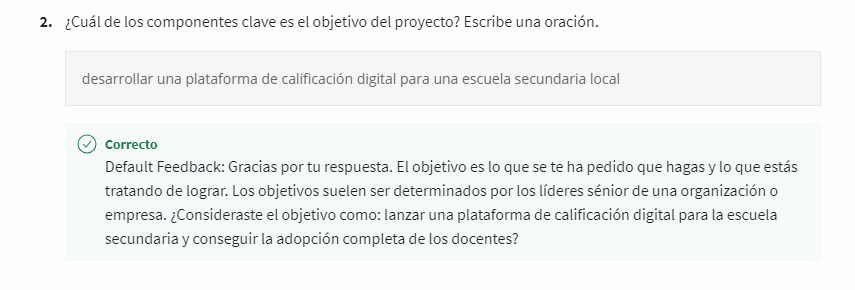 2. ¿Cuál de los componentes clave es el objetivo del proyecto? Escribe una oración.
desarrollar una plataforma de calificación digital para una escuela secundaria local
Correcto
Default Feedback: Gracias por tu respuesta. El objetivo es lo que se te ha pedido que hagas y lo que estás
tratando de lograr. Los objetivos suelen ser determinados por los líderes sénior de una organización o
empresa. ¿Consideraste el objetivo como: lanzar una plataforma de calificación digital para la escuela
secundaria y conseguir la adopción completa de los docentes?